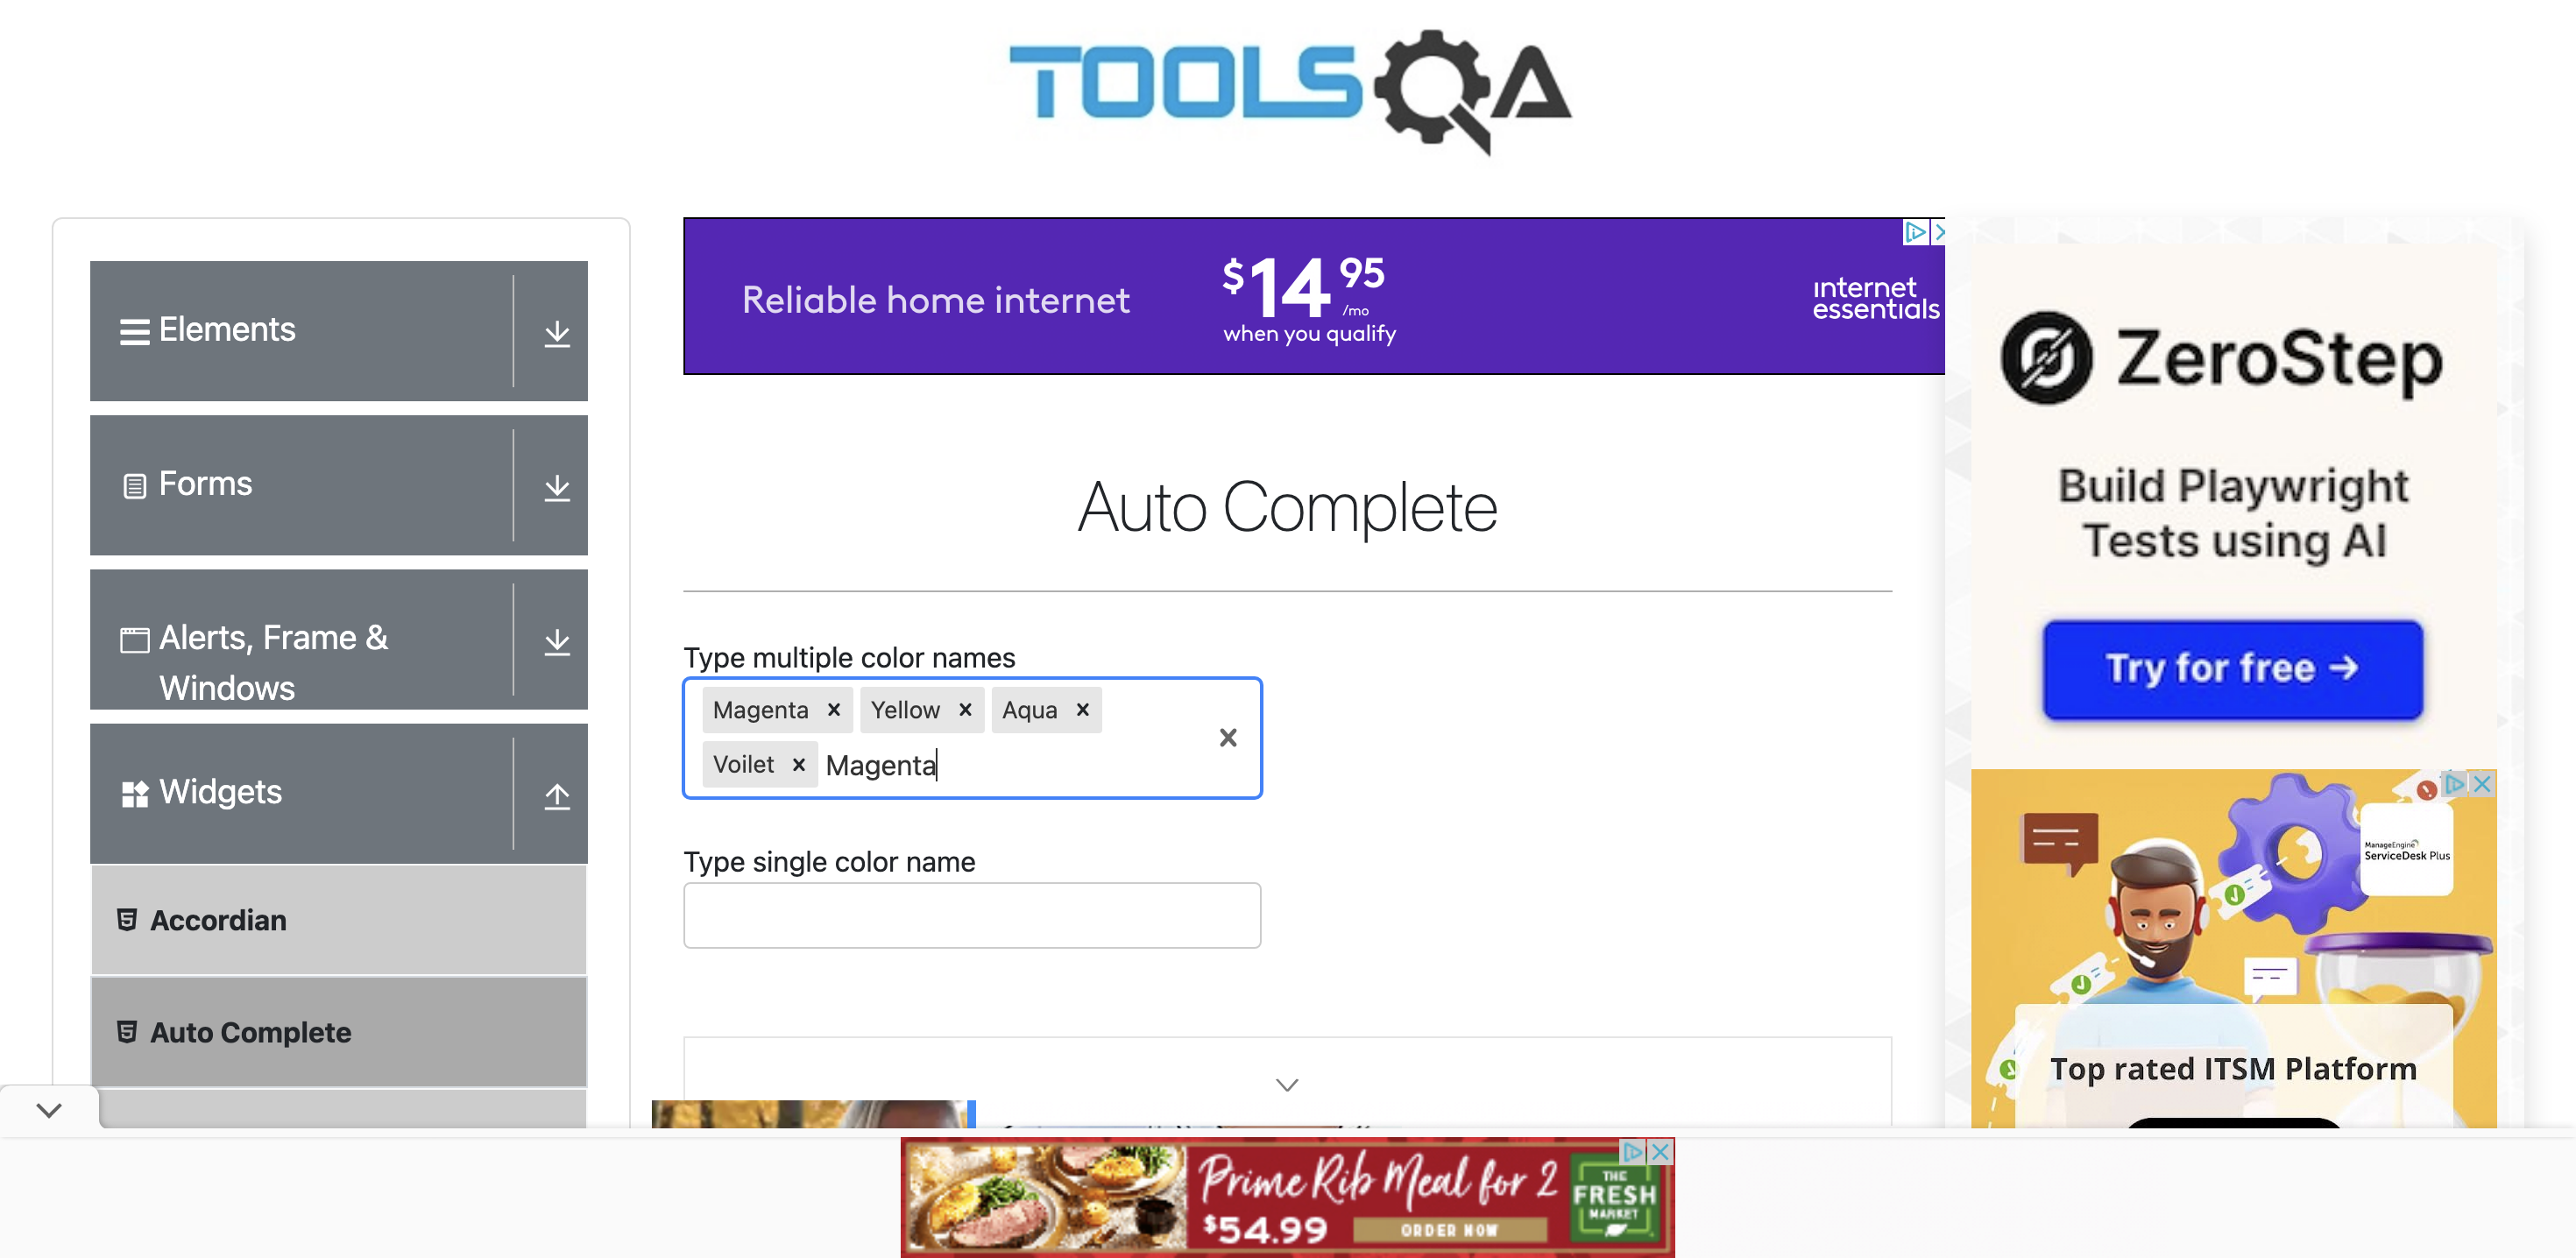 TOOLSQA
Elements
Forms
Alerts, Frame &
Windows
Widgets
Accordian
Auto Complete
Reliable home internet
$14 95
/mo
when you qualify
internet
essentials
Auto Complete
Type multiple color names
Magenta × Yellow × Aqua ×
Voilet × Magenta
Type single color name
ZeroStep
Build Playwright
Tests using AI
Try for free →
ManageEngine
ServiceDesk Plus
Top rated ITSM Platform
Prime Rib Meal for 2
$54.99
ORDER NOW
THE
FRESH
MARKET